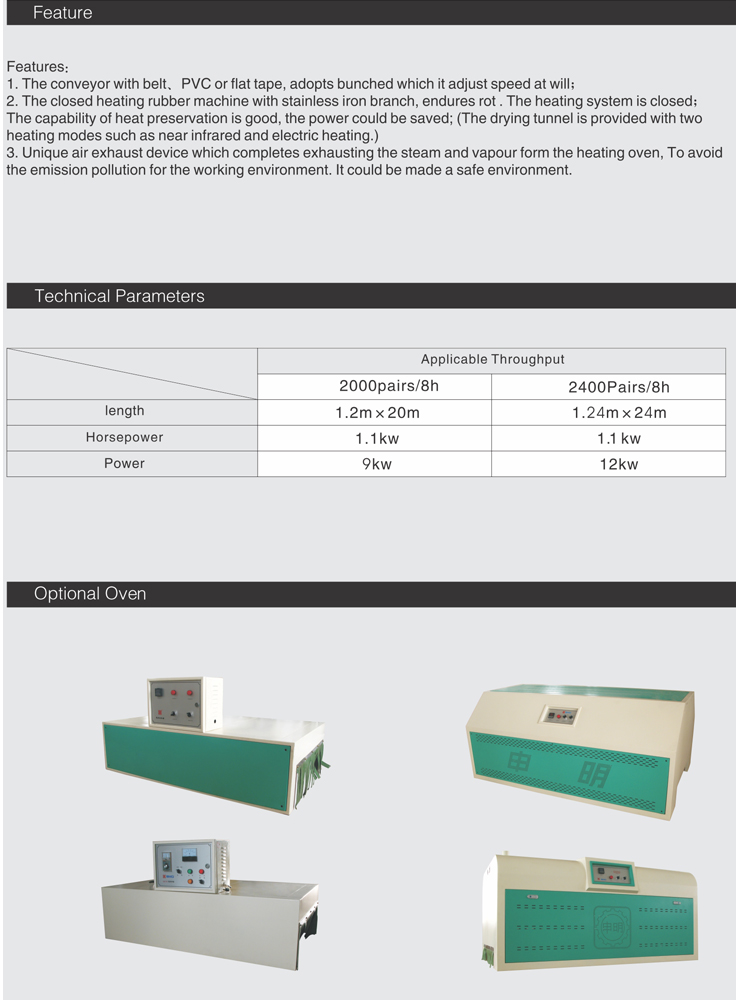 Feature
Features：
1. The conveyor with belt、PVC or flat tape, adopts bunched which it adjust speed at will；
2. The closed heating rubber machine with stainless iron branch, endures rot . The heating system is closed；
The capability of heat preservation is good, the power could be saved; (The drying tunnel is provided with two
heating modes such as near infrared and electric heating.)
3. Unique air exhaust device which completes exhausting the steam and vapour form the heating oven, To avoid
the emission pollution for the working environment. It could be made a safe environment.
Technical Parameters
Applicable Throughput
2000pairs/8h 2400Pairs/8h
length 1.2m×20m 1.24m×24m
Horsepower 1.1kw 1.1kw
Power 9kw 12kw
Optional Oven
申明